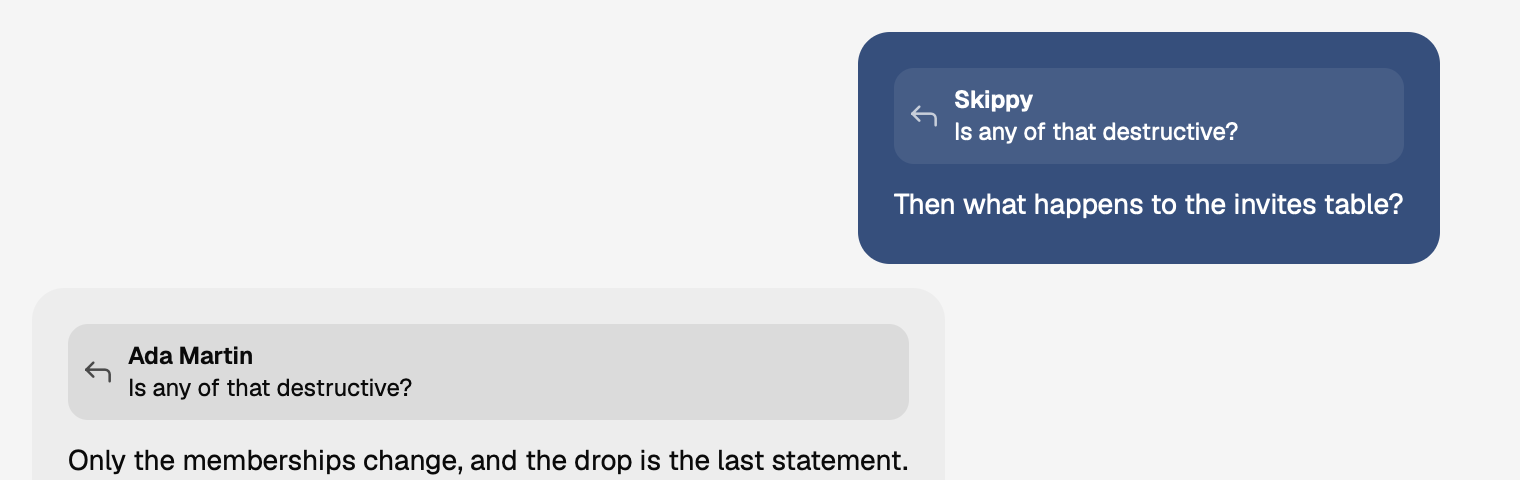 Skippy
Is any of that destructive?
Then what happens to the invites table?
Ada Martin
Is any of that destructive?
Only the memberships change, and the drop is the last statement.